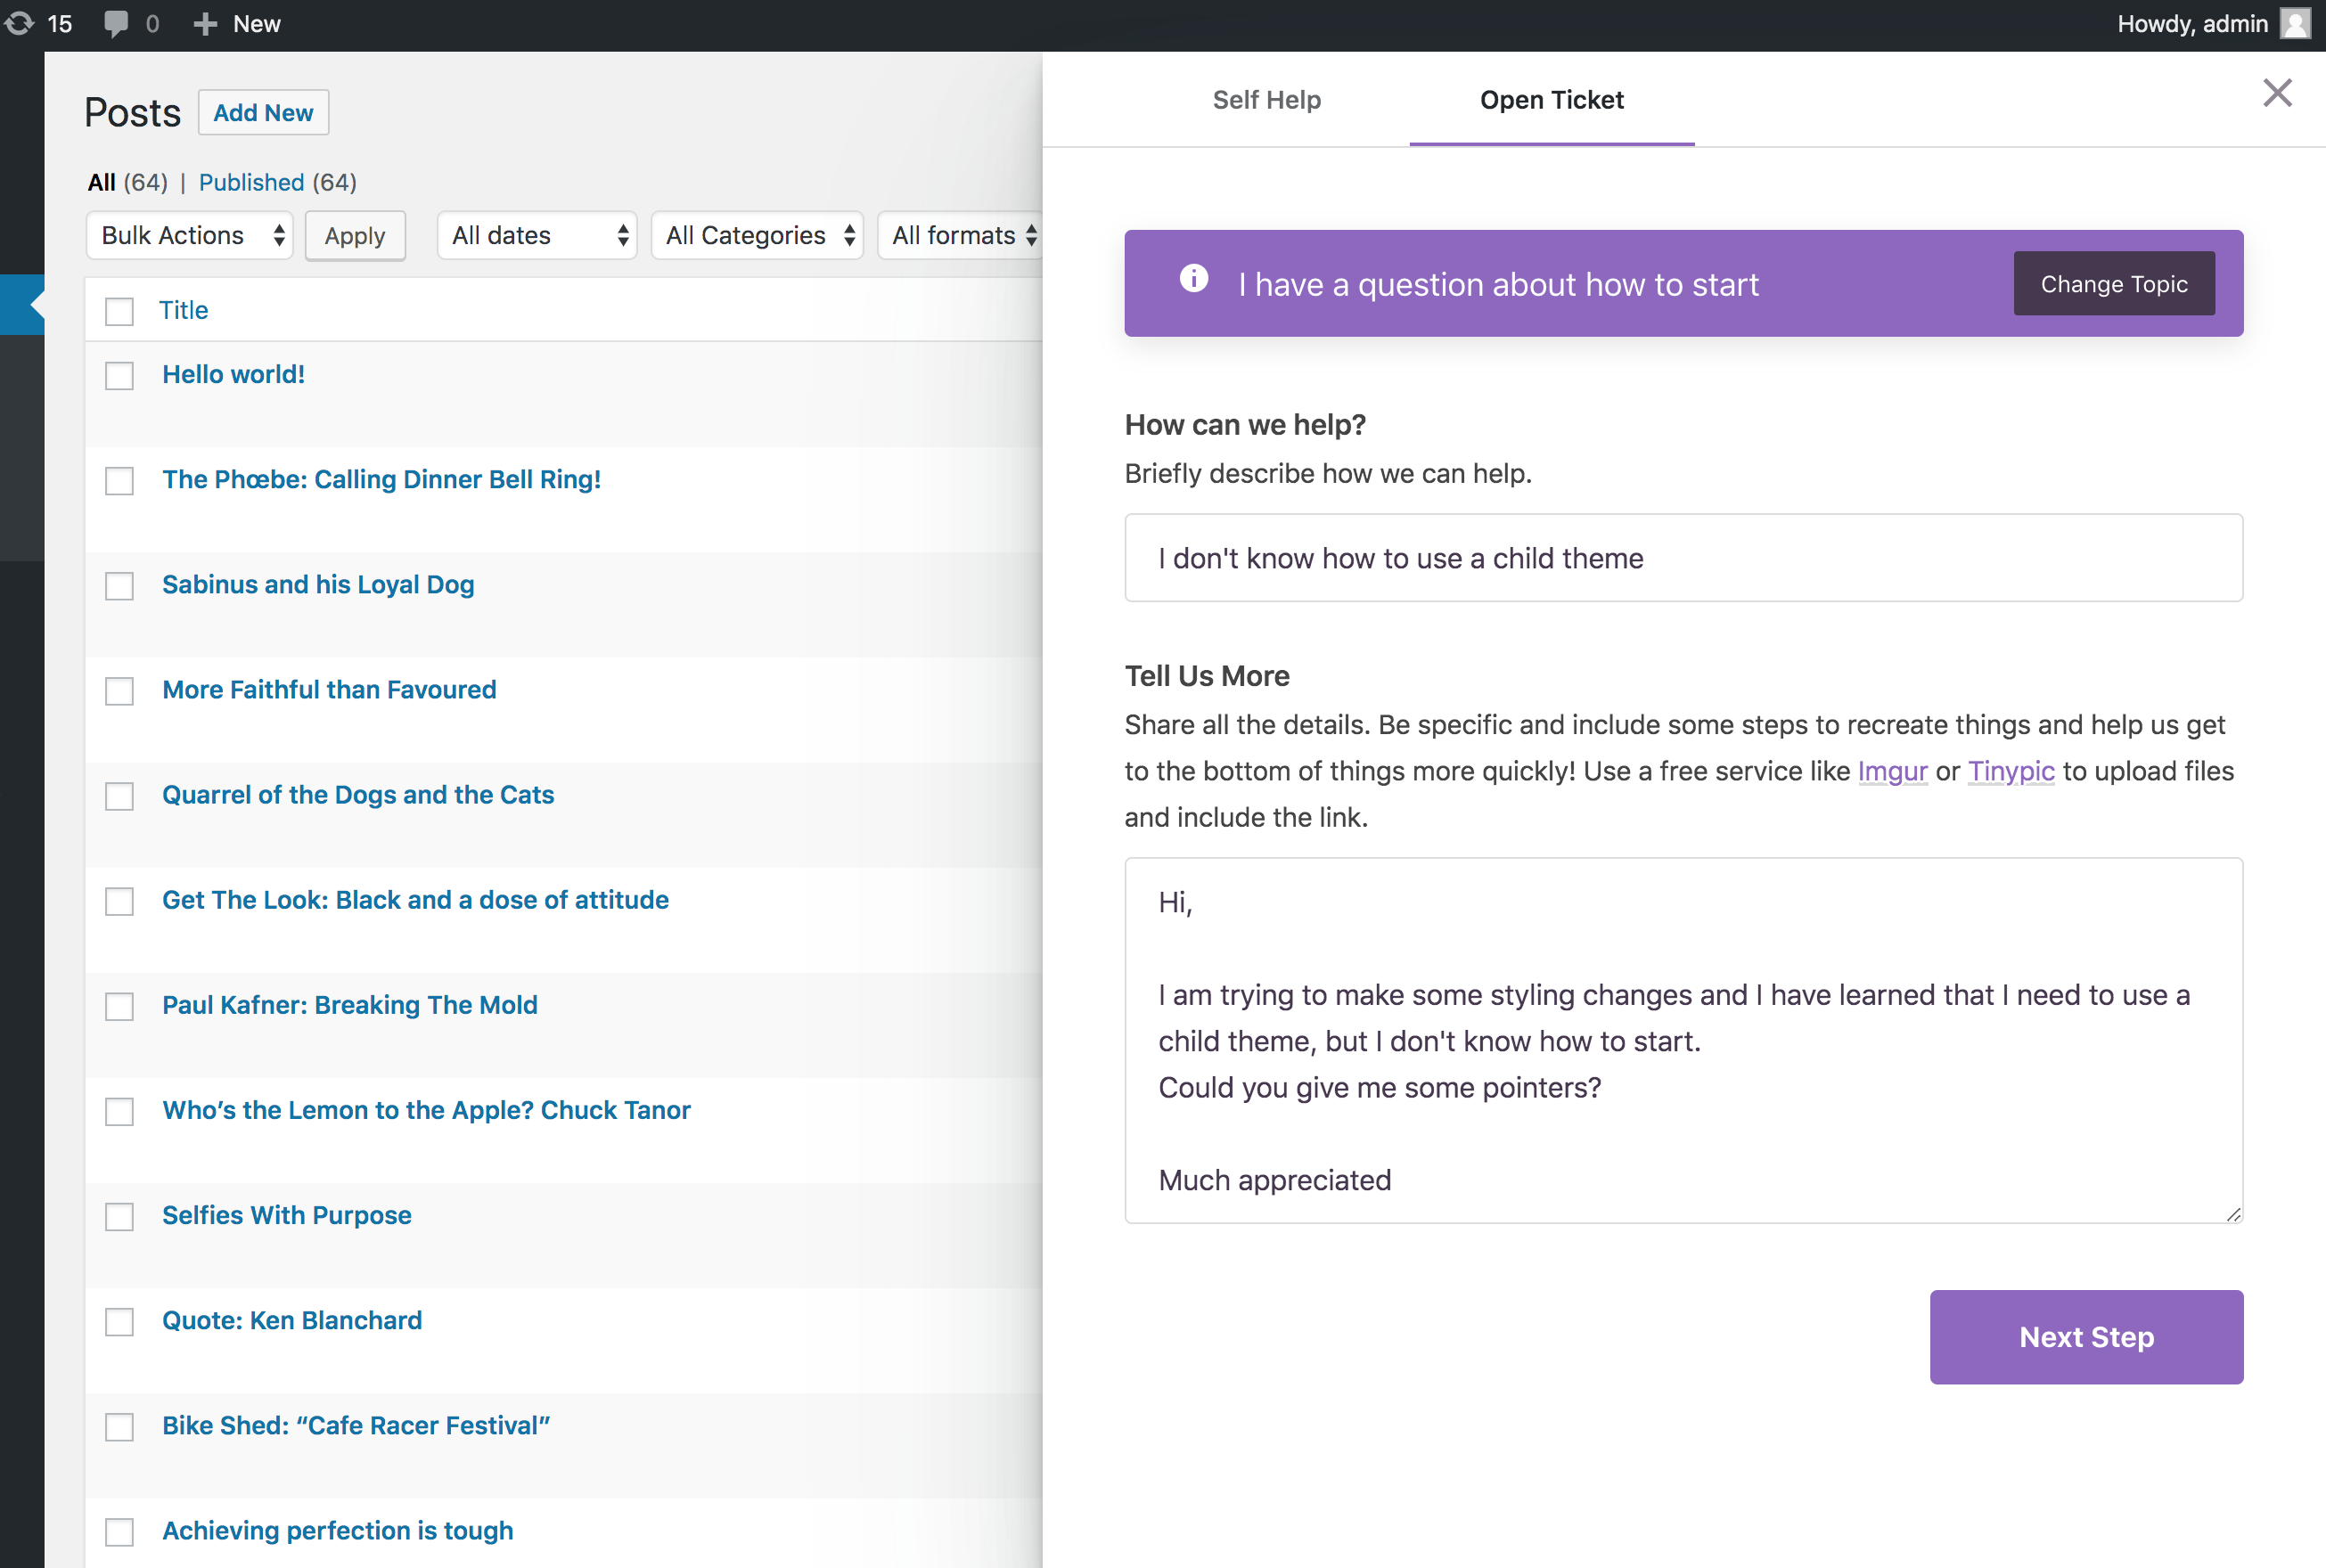 15 0 New Howdy, admin
Posts Add New
All (64) | Published (64)
Bulk Actions Apply All dates All Categories All formats
Title
Hello world!
The Phœbe: Calling Dinner Bell Ring!
Sabinus and his Loyal Dog
More Faithful than Favoured
Quarrel of the Dogs and the Cats
Get The Look: Black and a dose of attitude
Paul Kafner: Breaking The Mold
Who’s the Lemon to the Apple? Chuck Tanor
Selfies With Purpose
Quote: Ken Blanchard
Bike Shed: “Cafe Racer Festival”
Achieving perfection is tough
Self Help Open Ticket
I have a question about how to start Change Topic
How can we help?
Briefly describe how we can help.
I don't know how to use a child theme
Tell Us More
Share all the details. Be specific and include some steps to recreate things and help us get
to the bottom of things more quickly! Use a free service like Imgur or Tinypic to upload files
and include the link.
Hi,
I am trying to make some styling changes and I have learned that I need to use a
child theme, but I don't know how to start.
Could you give me some pointers?
Much appreciated
Next Step